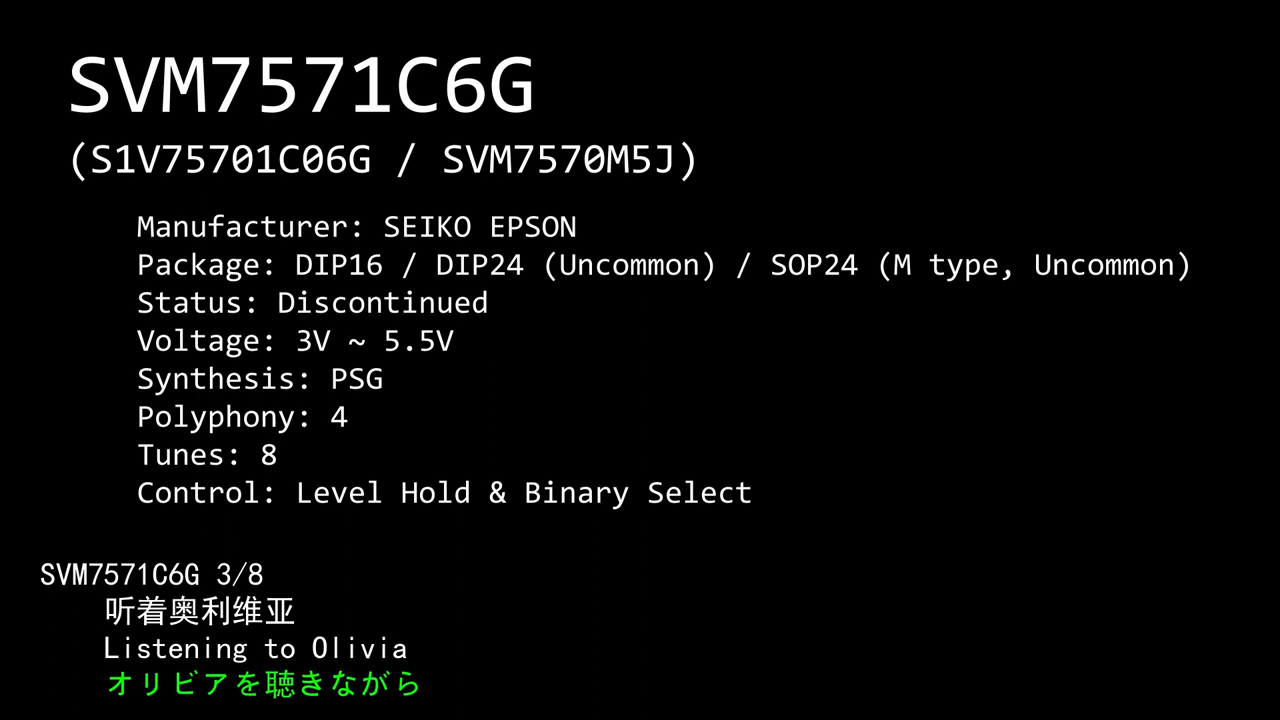 SVM7571C6G
(S1V75701C06G / SVM7570M5J)
Manufacturer: SEIKO EPSON
Package: DIP16 / DIP24 (Uncommon) / SOP24 (M type, Uncommon)
Status: Discontinued
Voltage: 3V ~ 5.5V
Synthesis: PSG
Polyphony: 4
Tunes: 8
Control: Level Hold & Binary Select
SVM7571C6G 3/8
听着奥利维亚
Listening to Olivia
オリビアを聴きながら